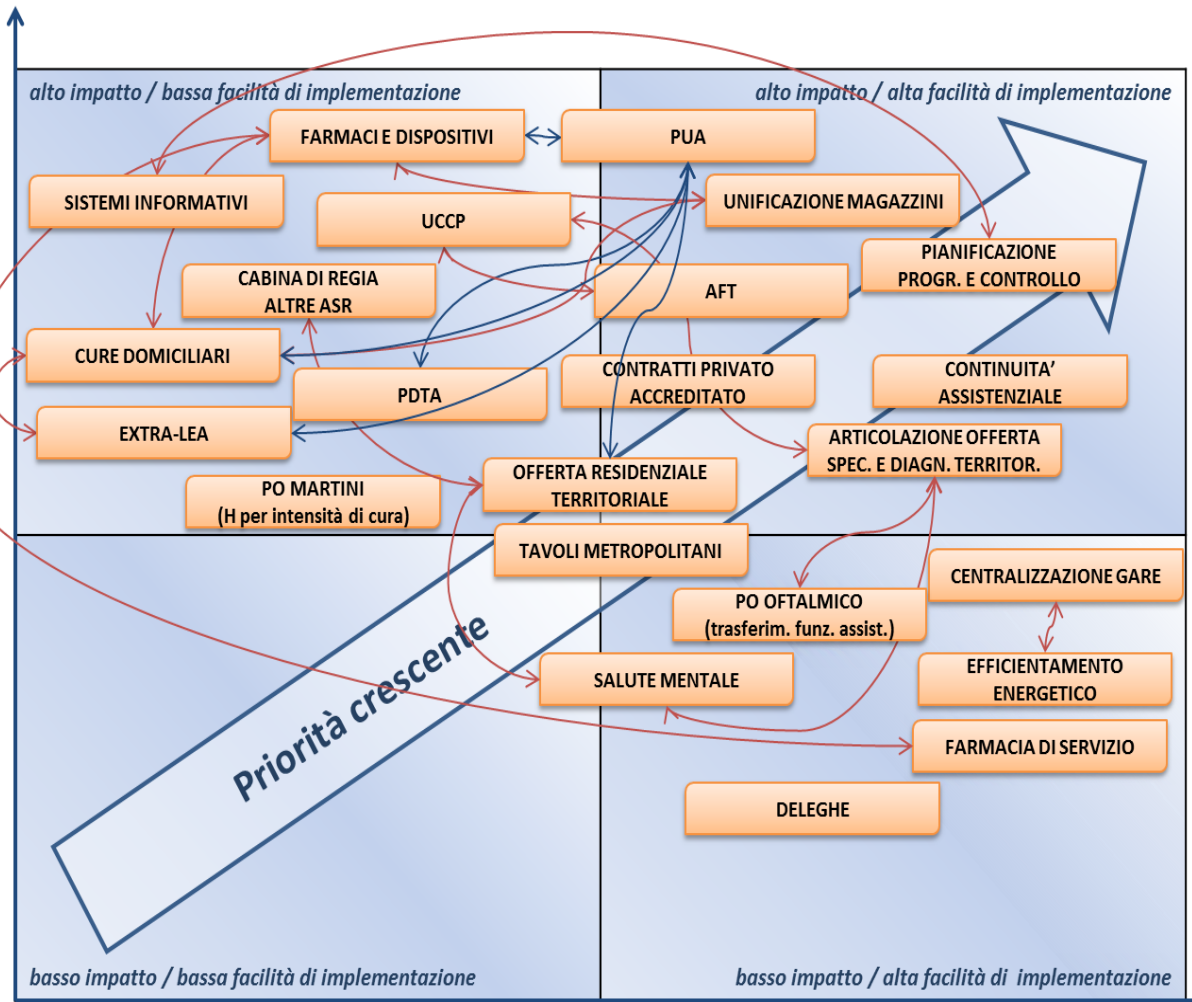 alto impatto / bassa facilità di implementazione
alto impatto / alta facilità di implementazione
FARMACI E DISPOSITIVI
PUA
SISTEMI INFORMATIVI
UNIFICAZIONE MAGAZZINI
UCCP
PIANIFICAZIONE
PROGR. E CONTROLLO
CABINA DI REGIA
ALTRE ASR
AFT
CURE DOMICILIARI
PDTA
CONTRATTI PRIVATO
ACCREDITATO
CONTINUITA’
ASSISTENZIALE
EXTRA-LEA
ARTICOLAZIONE OFFERTA
SPEC. E DIAGN. TERRITOR.
OFFERTA RESIDENZIALE
TERRITORIALE
PO MARTINI
(H per intensità di cura)
TAVOLI METROPOLITANI
CENTRALIZZAZIONE GARE
PO OFTALMICO
(trasferim. funz. assist.)
Priorità crescente
SALUTE MENTALE
EFFICIENTAMENTO
ENERGETICO
FARMACIA DI SERVIZIO
DELEGHE
basso impatto / bassa facilità di implementazione
basso impatto / alta facilità di  implementazione